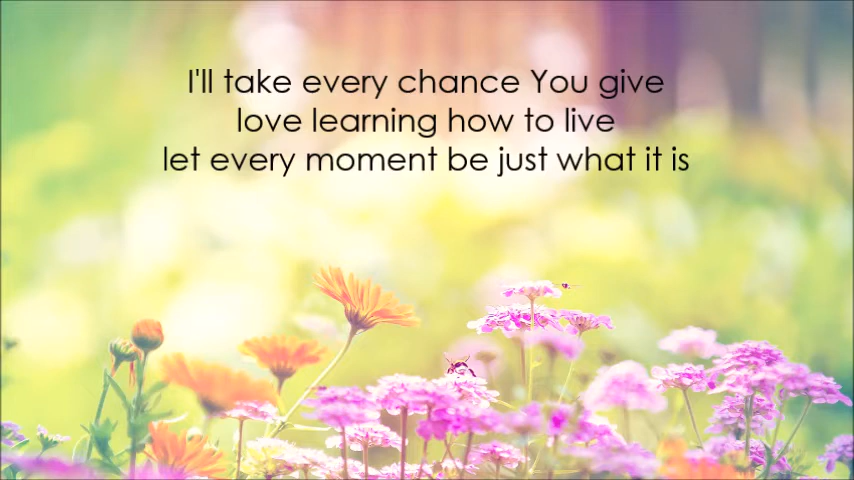 I'll take every chance You give
love learning how to live
let every moment be just what it is